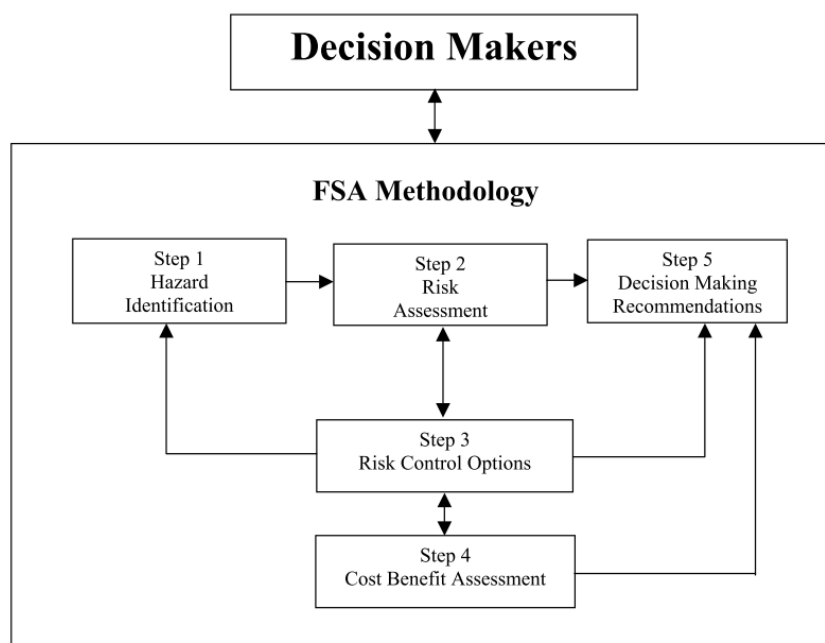 Decision Makers
FSA Methodology
Step 1
Hazard
Identification
Step 2
Risk
Assessment
Step 5
Decision Making
Recommendations
Step 3
Risk Control Options
Step 4
Cost Benefit Assessment